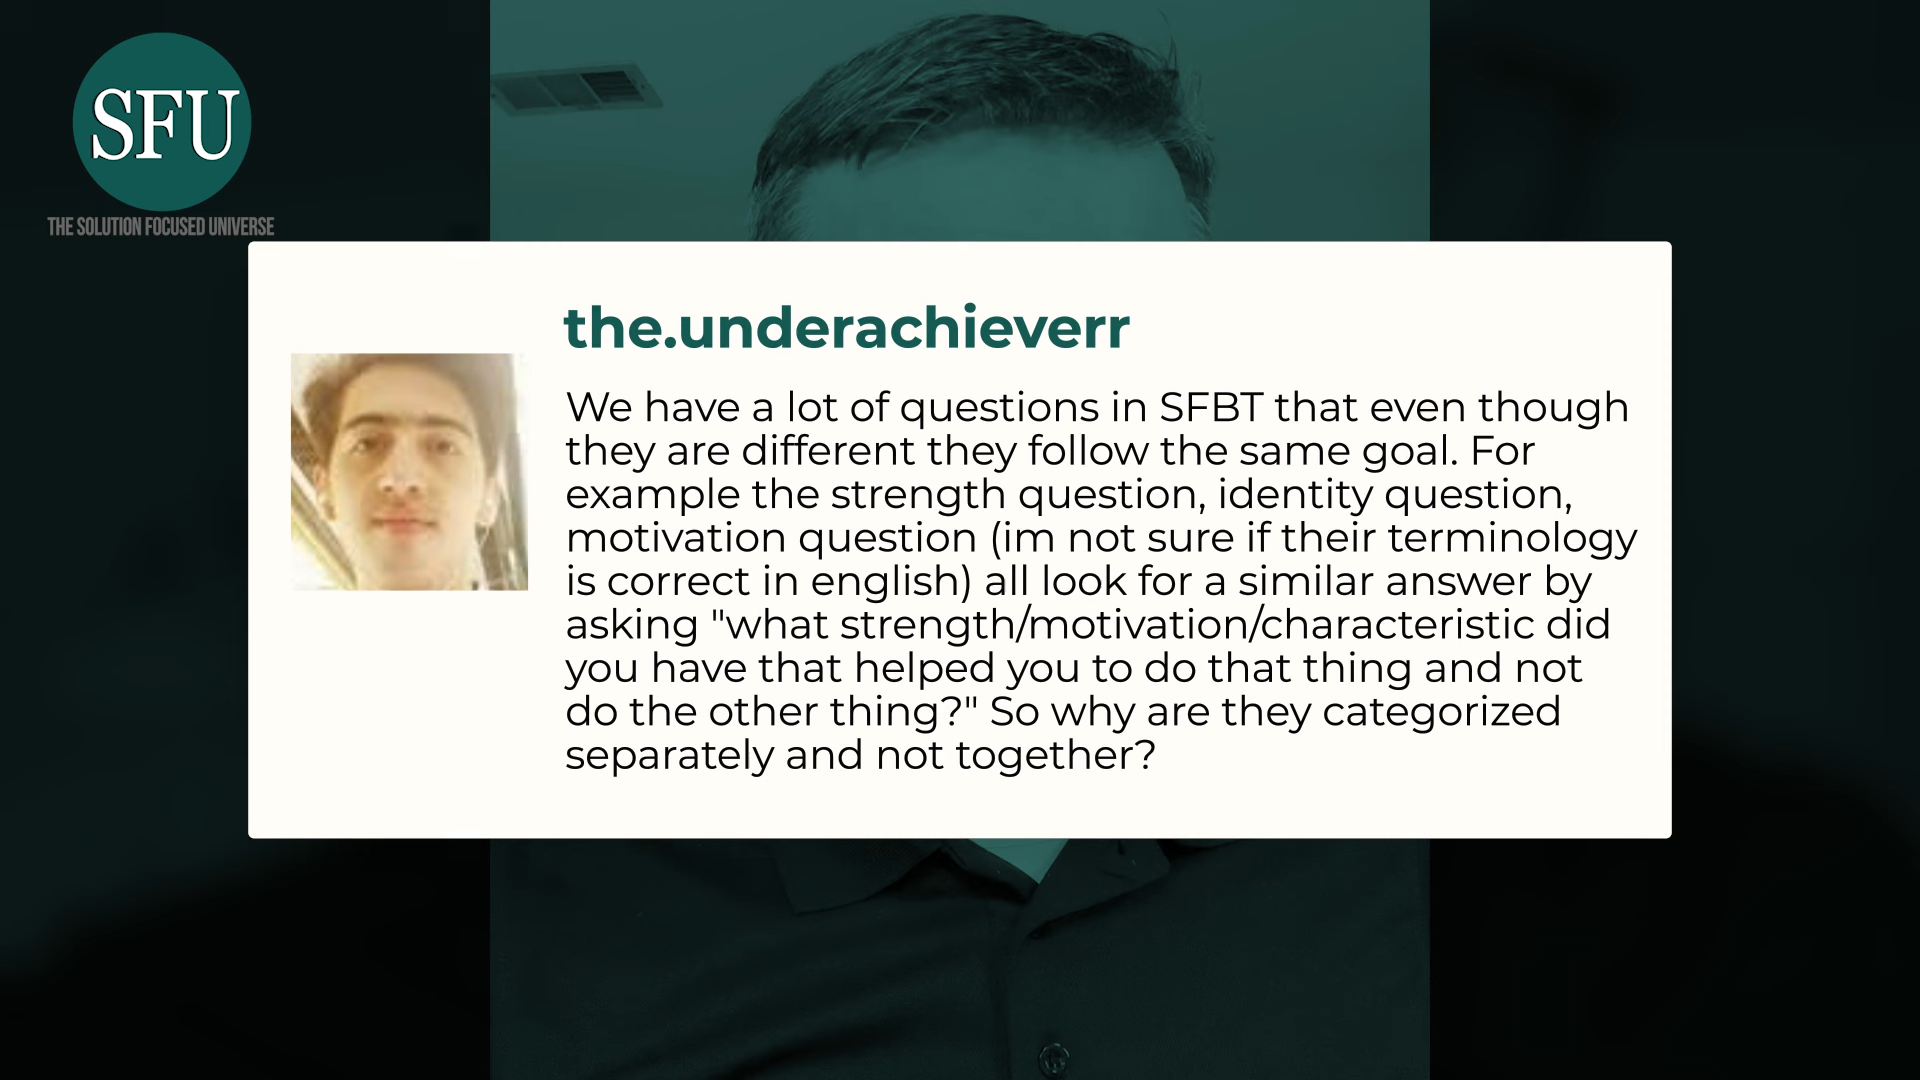 SFU
THE SOLUTION FOCUSED UNIVERSE
the.underachieverr
We have a lot of questions in SFBT that even though
they are different they follow the same goal. For
example the strength question, identity question,
motivation question (im not sure if their terminology
is correct in english) all look for a similar answer by
asking "what strength/motivation/characteristic did
you have that helped you to do that thing and not
do the other thing?" So why are they categorized
separately and not together?